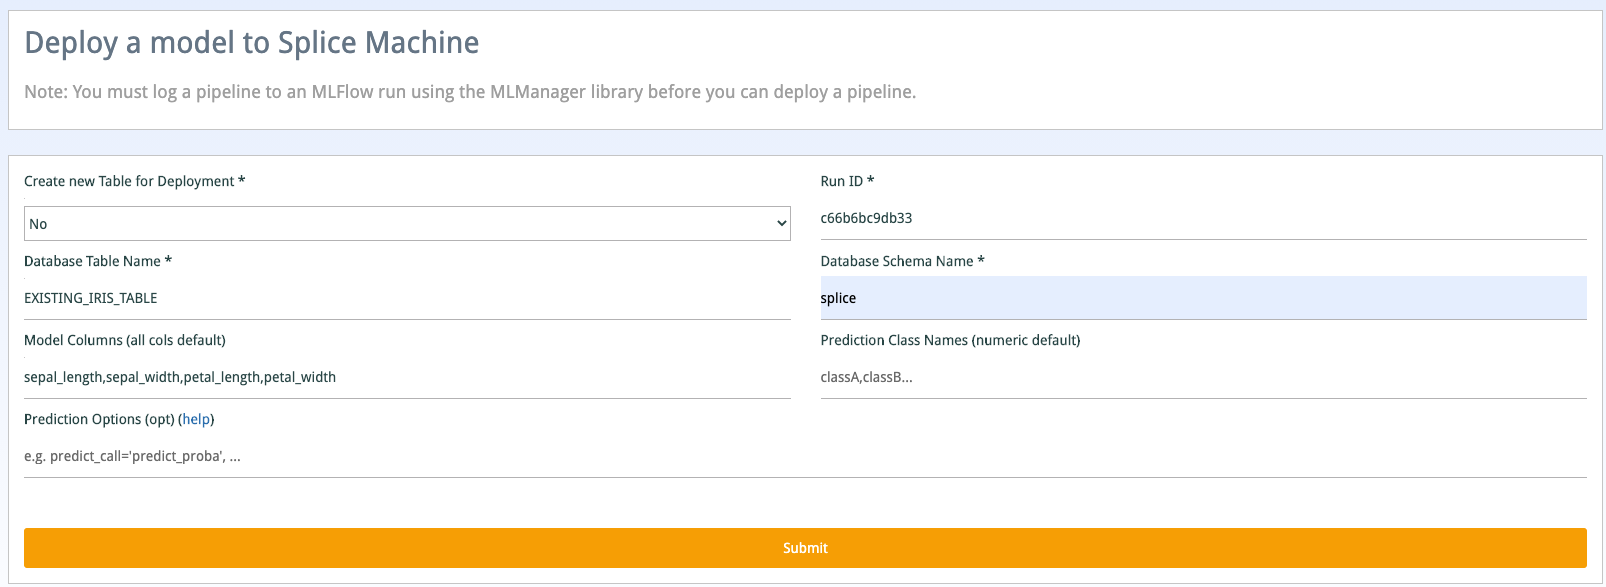 Deploy a model to Splice Machine
Note: You must log a pipeline to an MLFlow run using the MLManager library before you can deploy a pipeline.
Create new Table for Deployment *
No
Run ID *
c66b6bc9db33
Database Table Name *
EXISTING_IRIS_TABLE
Database Schema Name *
splice
Model Columns (all cols default)
sepal_length,sepal_width,petal_length,petal_width
Prediction Class Names (numeric default)
classA,classB...
Prediction Options (opt) (help)
e.g. predict_call='predict_proba', ...
Submit